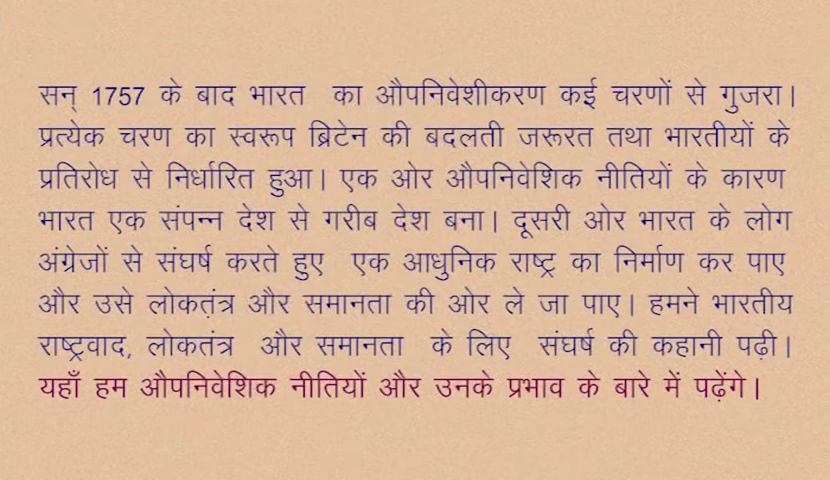 सन् 1757 के बाद भारत का औपनिवेशीकरण कई चरणों से गुजरा।
प्रत्येक चरण का स्वरूप ब्रिटेन की बदलती जरूरत तथा भारतीयों के
प्रतिरोध से निर्धारित हुआ। एक ओर औपनिवेशिक नीतियों के कारण
भारत एक संपन्न देश से गरीब देश बना। दूसरी ओर भारत के लोग
अंग्रेजों से संघर्ष करते हुए एक आधुनिक राष्ट्र का निर्माण कर पाए
और उसे लोकतंत्र और समानता की ओर ले जा पाए। हमने भारतीय
राष्ट्रवाद, लोकतंत्र और समानता के लिए संघर्ष की कहानी पढ़ी।
यहाँ हम औपनिवेशिक नीतियों और उनके प्रभाव के बारे में पढ़ेंगे।